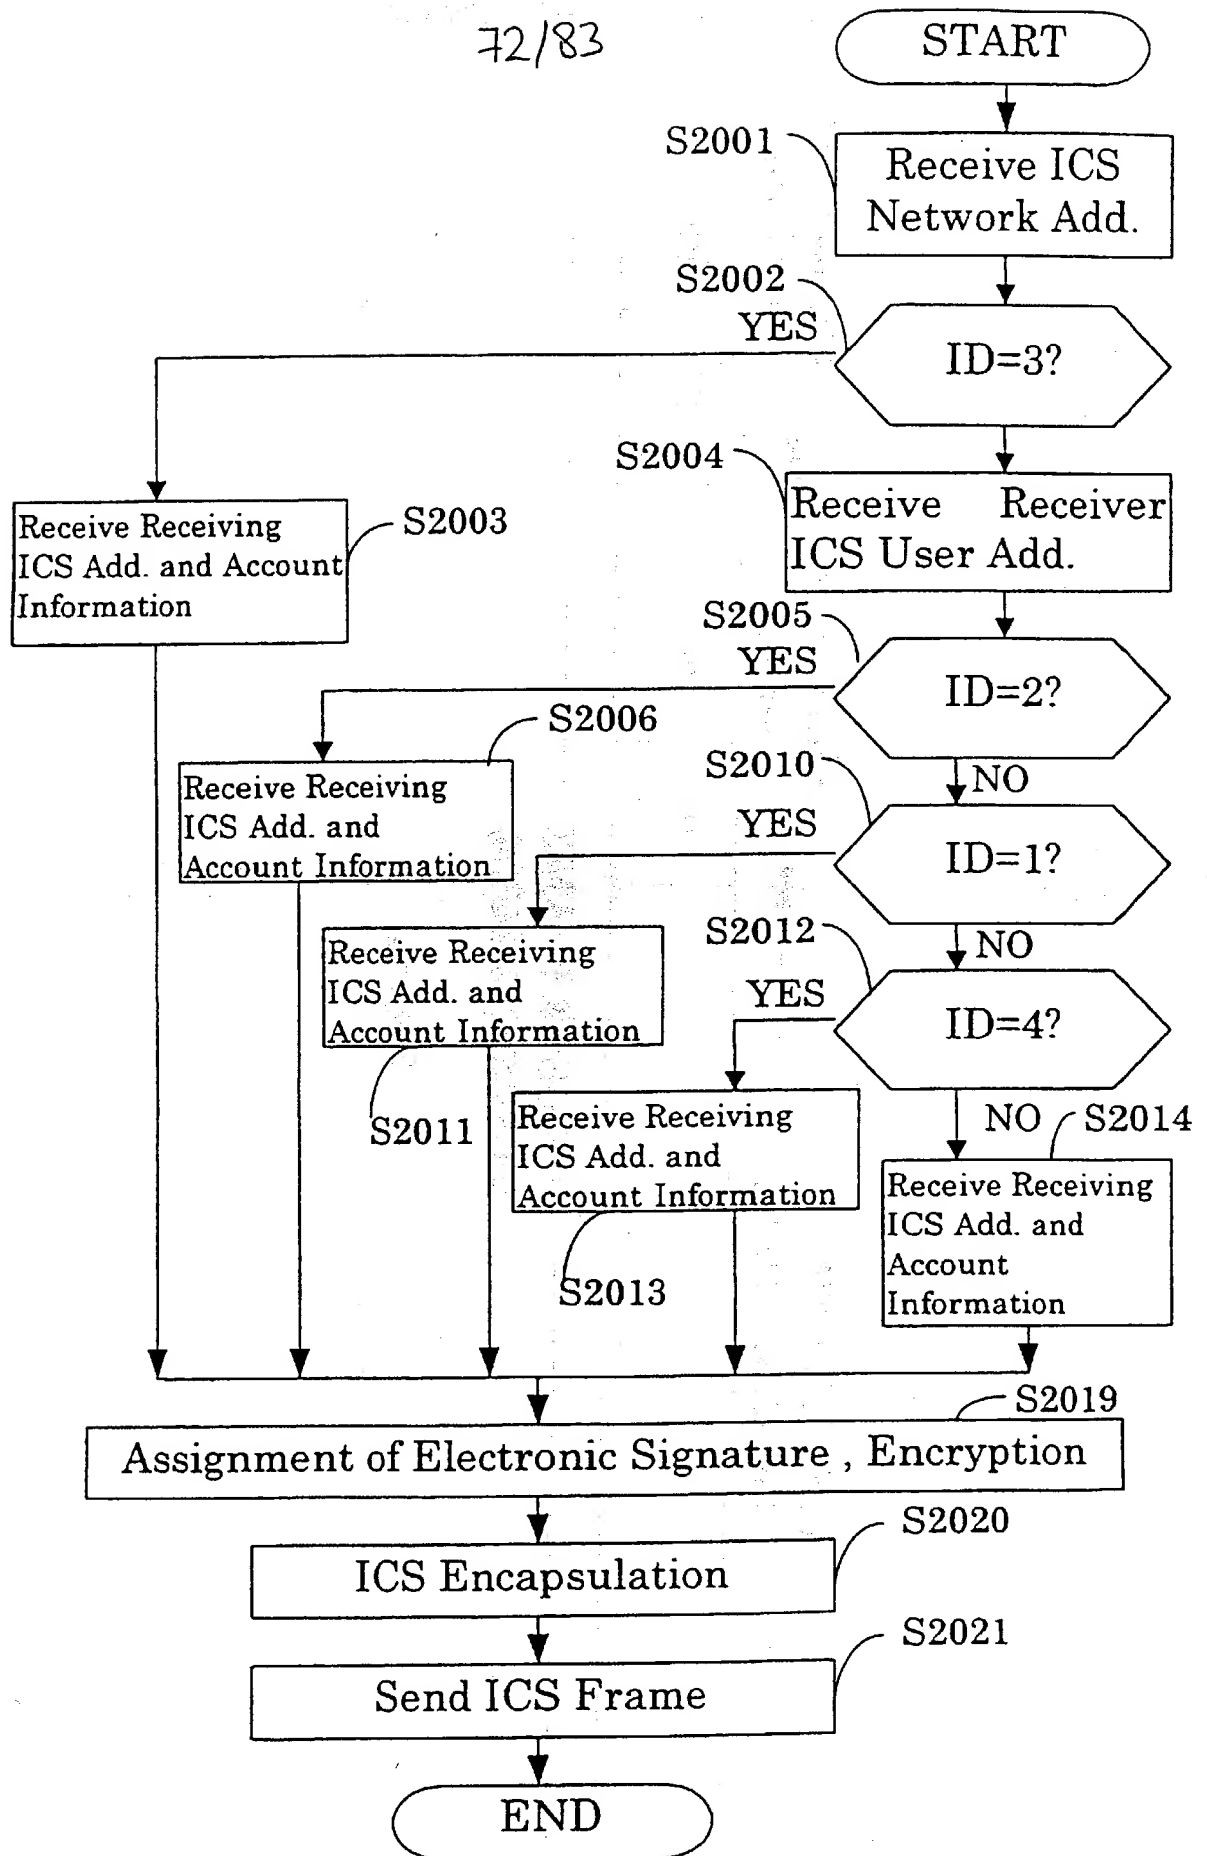 72/83
START
S2001
Receive ICS
Network Add.
S2002
YES
ID=3?
S2004
Receive Receiver
ICS User Add.
Receive Receiving
ICS Add. and Account
Information
S2003
S2005
YES
ID=2?
S2006
Receive Receiving
ICS Add. and
Account Information
NO
S2010
YES
ID=1?
Receive Receiving
ICS Add. and
Account Information
S2011
NO
S2012
YES
ID=4?
Receive Receiving
ICS Add. and
Account Information
S2013
NO
S2014
Receive Receiving
ICS Add. and
Account
Information
S2019
Assignment of Electronic Signature , Encryption
S2020
ICS Encapsulation
S2021
Send ICS Frame
END